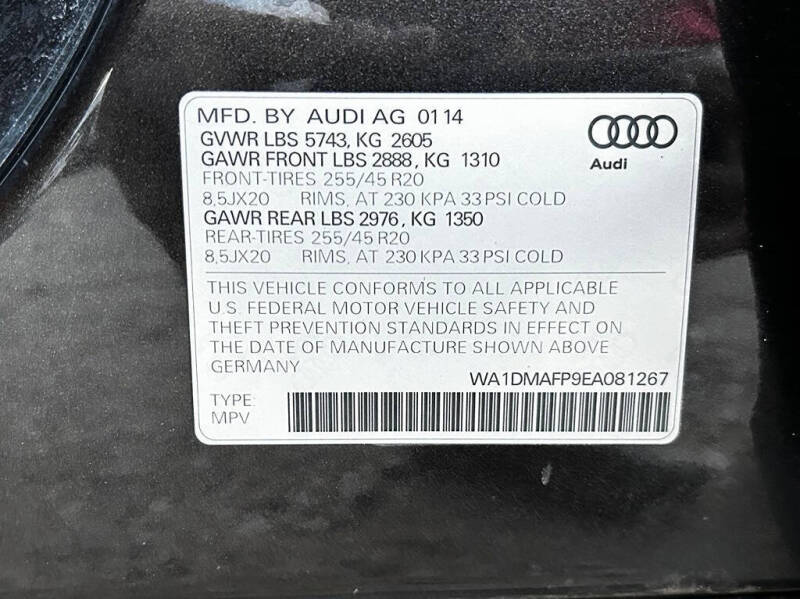 MFD. BY AUDI AG 01 14
GVWR LBS 5743, KG 2605
GAWR FRONT LBS 2888, KG 1310
FRONT-TIRES 255/45 R20
8,5JX20 RIMS, AT 230 KPA 33 PSI COLD
GAWR REAR LBS 2976, KG 1350
REAR-TIRES 255/45 R20
8,5JX20 RIMS, AT 230 KPA 33 PSI COLD
Audi
THIS VEHICLE CONFORMS TO ALL APPLICABLE
U.S. FEDERAL MOTOR VEHICLE SAFETY AND
THEFT PREVENTION STANDARDS IN EFFECT ON
THE DATE OF MANUFACTURE SHOWN ABOVE
GERMANY
WA1DMAFP9EA081267
TYPE:
MPV